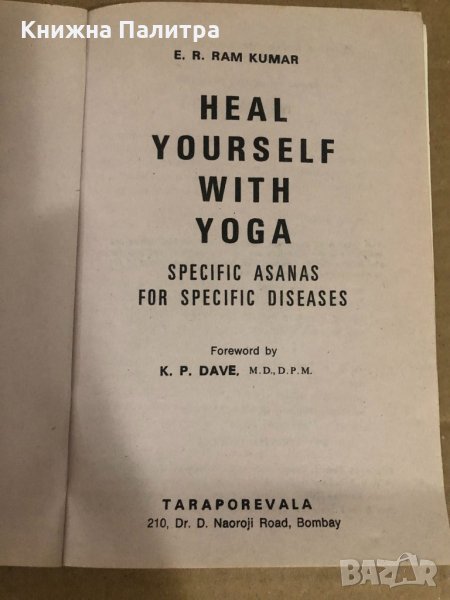 Книжна Палитра
E. R. RAM KUMAR
HEAL
YOURSELF
WITH
YOGA
SPECIFIC ASANAS
FOR SPECIFIC DISEASES
Foreword by
K. P. DAVE, M.D., D.P.M.
TARAPOREVALA
210, Dr. D. Naoroji Road, Bombay
BAZAR